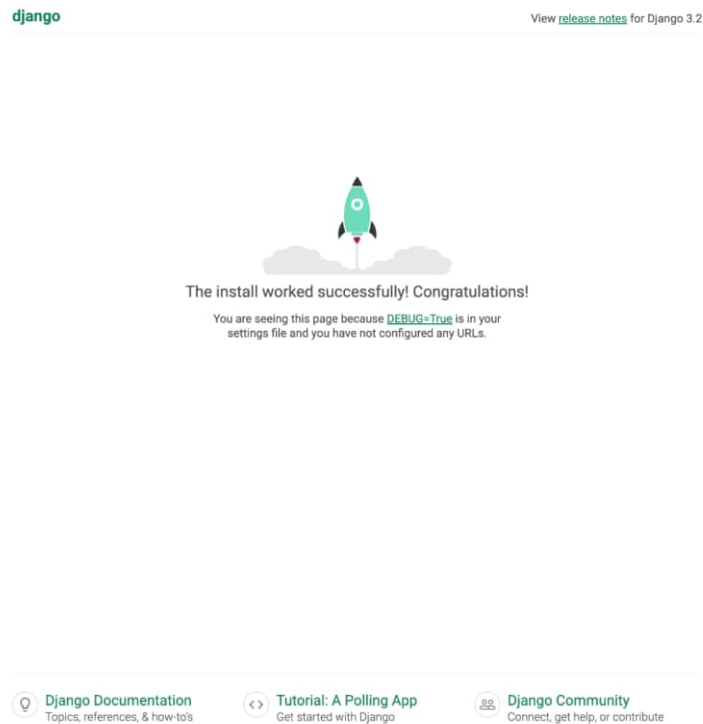 django
View release notes for Django 3.2
The install worked successfully! Congratulations!
You are seeing this page because DEBUG=True is in your
settings file and you have not configured any URLs.
Django Documentation
Topics, references, & how-to's
Tutorial: A Polling App
Get started with Django
Django Community
Connect, get help, or contribute